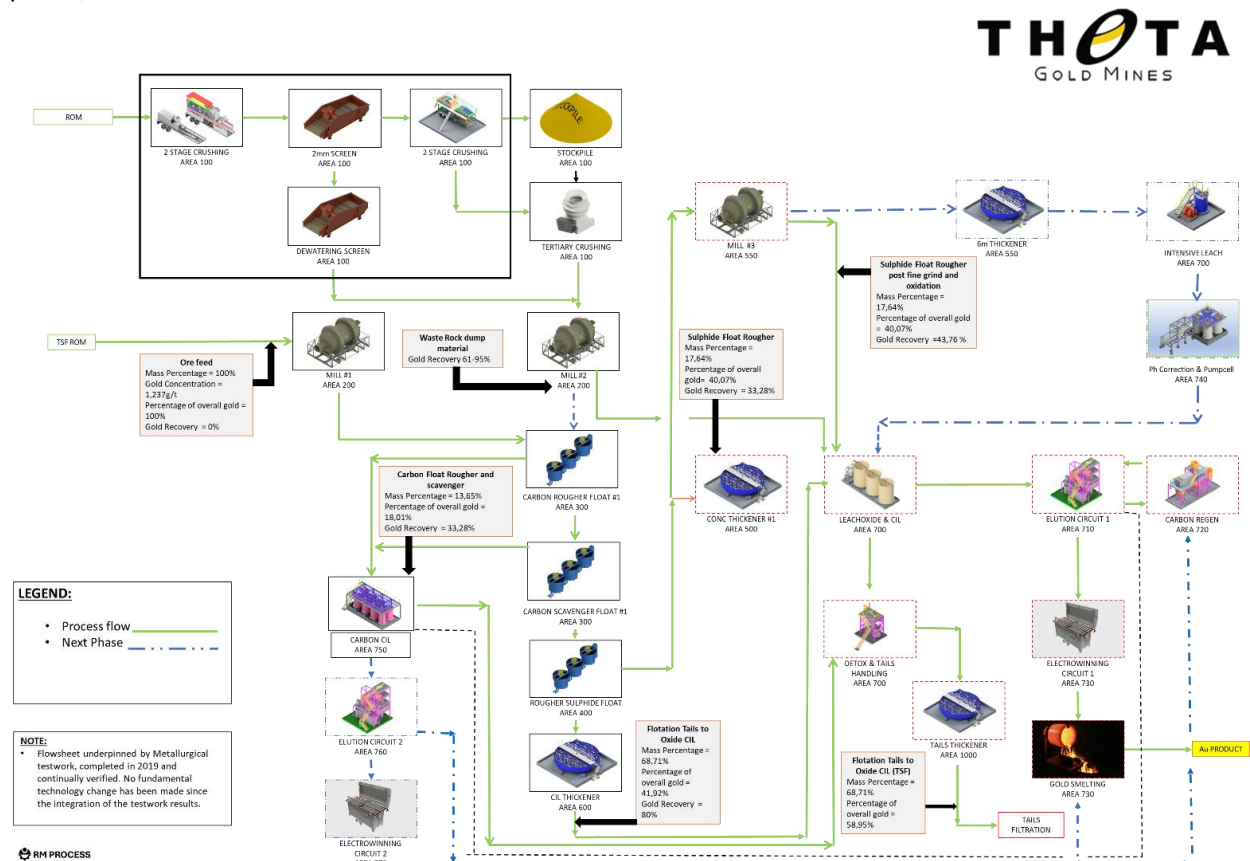 THETA
GOLD MINES
ROM
2 STAGE CRUSHING
AREA 100
2mm SCREEN
AREA 100
2 STAGE CRUSHING
AREA 100
STOCKPILE
STOCKPILE
AREA 100
DEWATERING SCREEN
AREA 100
TERTIARY CRUSHING
AREA 100
MILL #3
AREA 550
6m THICKENER
AREA 550
INTENSIVE LEACH
AREA 700
Sulphide Float Rougher
post fine grind and
oxidation
Mass Percentage =
17,64%
Percentage of overall gold
= 40,07%
Gold Recovery =43,76 %
TSF ROM
Ore feed
Mass Percentage = 100%
Gold Concentration =
1,237g/t
Percentage of overall gold =
100%
Gold Recovery = 0%
MILL #1
AREA 200
Waste Rock dump
material
Gold Recovery 61-95%
MILL #2
AREA 200
Sulphide Float Rougher
Mass Percentage =
17,64%
Percentage of overall
gold= 40,07%
Gold Recovery = 33,28%
Ph Correction & Pumpcell
AREA 740
Carbon Float Rougher and
scavenger
Mass Percentage = 13,65%
Percentage of overall gold =
18,01%
Gold Recovery = 33,28%
CARBON ROUGHER FLOAT #1
AREA 300
CONC THICKENER #1
AREA 500
LEACHOXIDE & CIL
AREA 700
ELUTION CIRCUIT 1
AREA 710
CARBON REGEN
AREA 720
CARBON SCAVENGER FLOAT #1
AREA 300
LEGEND:
• Process flow
• Next Phase
CARBON CIL
AREA 750
DETOX & TAILS
HANDLING
AREA 700
ELECTROWINNING
CIRCUIT 1
AREA 730
ROUGHER SULPHIDE FLOAT
AREA 400
ELUTION CIRCUIT 2
AREA 760
NOTE:
• Flowsheet underpinned by Metallurgical
testwork, completed in 2019 and
continually verified. No fundamental
technology change has been made since
the integration of the testwork results.
Flotation Tails to
Oxide CIL
Mass Percentage =
68,71%
Percentage of
overall gold =
41,92%
Gold Recovery =
80%
TAILS THICKENER
AREA 1000
Au PRODUCT
CIL THICKENER
AREA 600
Flotation Tails to
Oxide CIL (TSF)
Mass Percentage =
68,71%
Percentage of
overall gold =
58,95%
GOLD SMELTING
AREA 730
TAILS
FILTRATION
ELECTROWINNING
CIRCUIT 2
RM PROCESS